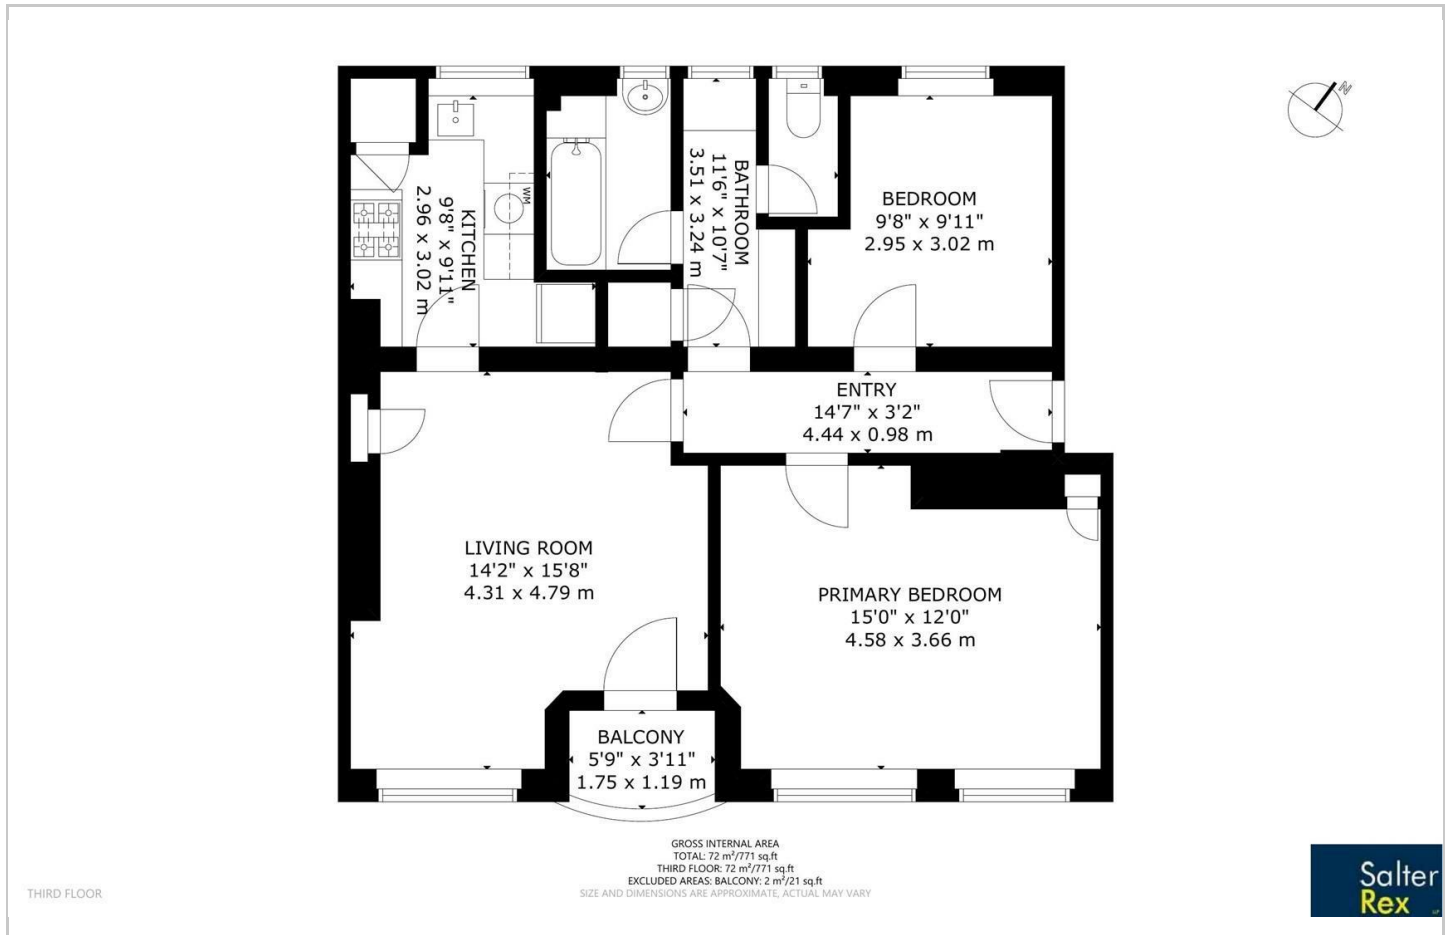 N
KITCHEN
9'8" x 9'11"
2.96 x 3.02 m
WM
BATHROOM
11'6" x 10'7"
3.51 x 3.24 m
BEDROOM
9'8" x 9'11"
2.95 x 3.02 m
ENTRY
14'7" x 3'2"
4.44 x 0.98 m
LIVING ROOM
14'2" x 15'8"
4.31 x 4.79 m
PRIMARY BEDROOM
15'0" x 12'0"
4.58 x 3.66 m
BALCONY
5'9" x 3'11"
1.75 x 1.19 m
GROSS INTERNAL AREA
TOTAL: 72 m²/771 sq.ft
THIRD FLOOR: 72 m²/771 sq.ft
EXCLUDED AREAS: BALCONY: 2 m²/21 sq.ft
SIZE AND DIMENSIONS ARE APPROXIMATE, ACTUAL MAY VARY
THIRD FLOOR
Salter
Rex